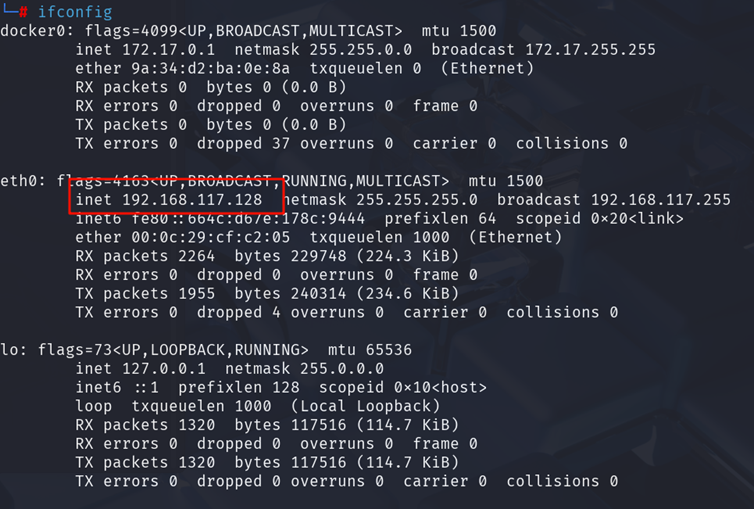 # ifconfig
docker0: flags=4099<UP,BROADCAST,MULTICAST>  mtu 1500
        inet 172.17.0.1  netmask 255.255.0.0  broadcast 172.17.255.255
        ether 9a:34:d2:ba:0e:8a  txqueuelen 0  (Ethernet)
        RX packets 0  bytes 0 (0.0 B)
        RX errors 0  dropped 0  overruns 0  frame 0
        TX packets 0  bytes 0 (0.0 B)
        TX errors 0  dropped 37 overruns 0  carrier 0  collisions 0

eth0: flags=4163<UP,BROADCAST,RUNNING,MULTICAST>  mtu 1500
        inet 192.168.117.128  netmask 255.255.255.0  broadcast 192.168.117.255
        inet6 prefixlen 64  scopeid 0x20<link>
        ether 00:0c:29:cf:c2:05  txqueuelen 1000  (Ethernet)
        RX packets 2264  bytes 229748 (224.3 KiB)
        RX errors 0  dropped 0  overruns 0  frame 0
        TX packets 1955  bytes 240314 (234.6 KiB)
        TX errors 0  dropped 4 overruns 0  carrier 0  collisions 0

lo: flags=73<UP,LOOPBACK,RUNNING>  mtu 65536
        inet 127.0.0.1  netmask 255.0.0.0
        inet6 ::1  prefixlen 128  scopeid 0x10<host>
        loop  txqueuelen 1000  (Local Loopback)
        RX packets 1320  bytes 117516 (114.7 KiB)
        RX errors 0  dropped 0  overruns 0  frame 0
        TX packets 1320  bytes 117516 (114.7 KiB)
        TX errors 0  dropped 0 overruns 0  carrier 0  collisions 0